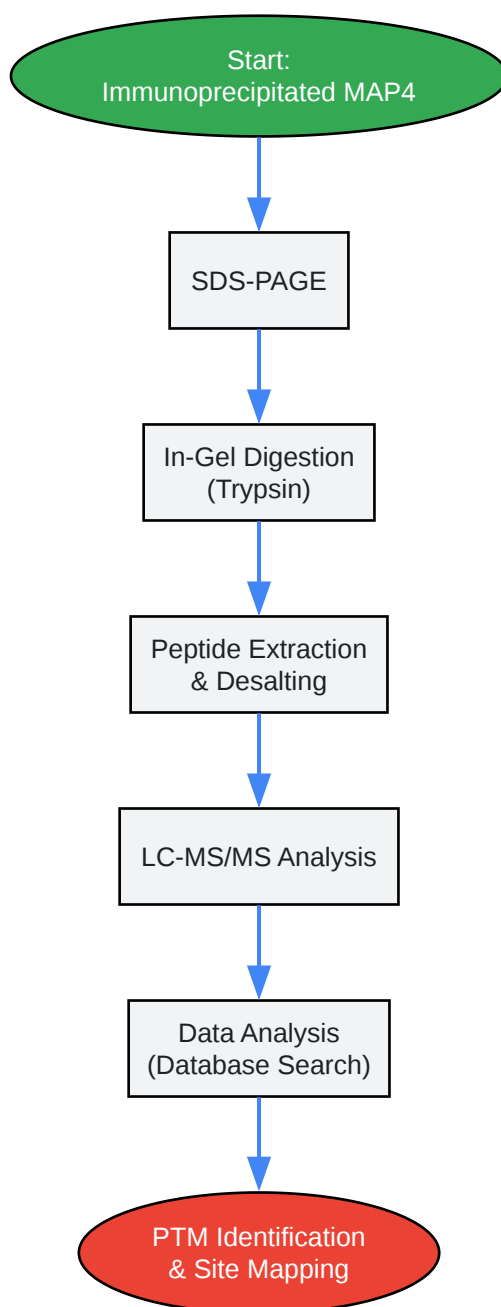 Start:
Immunoprecipitated MAP4
SDS-PAGE
In-Gel Digestion
(Trypsin)
Peptide Extraction
& Desalting
LC-MS/MS Analysis
Data Analysis
(Database Search)
PTM Identification
& Site Mapping